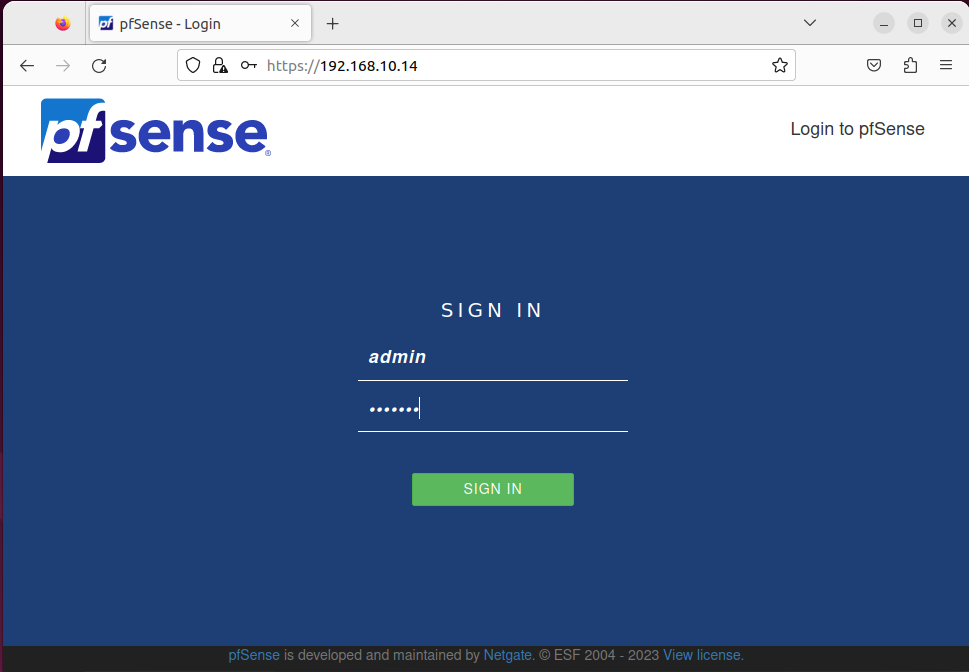 pfSense - Login
https://192.168.10.14
pfsense®
Login to pfSense
SIGN IN
admin
•••••••
SIGN IN
pfSense is developed and maintained by Netgate. © ESF 2004 - 2023 View license.